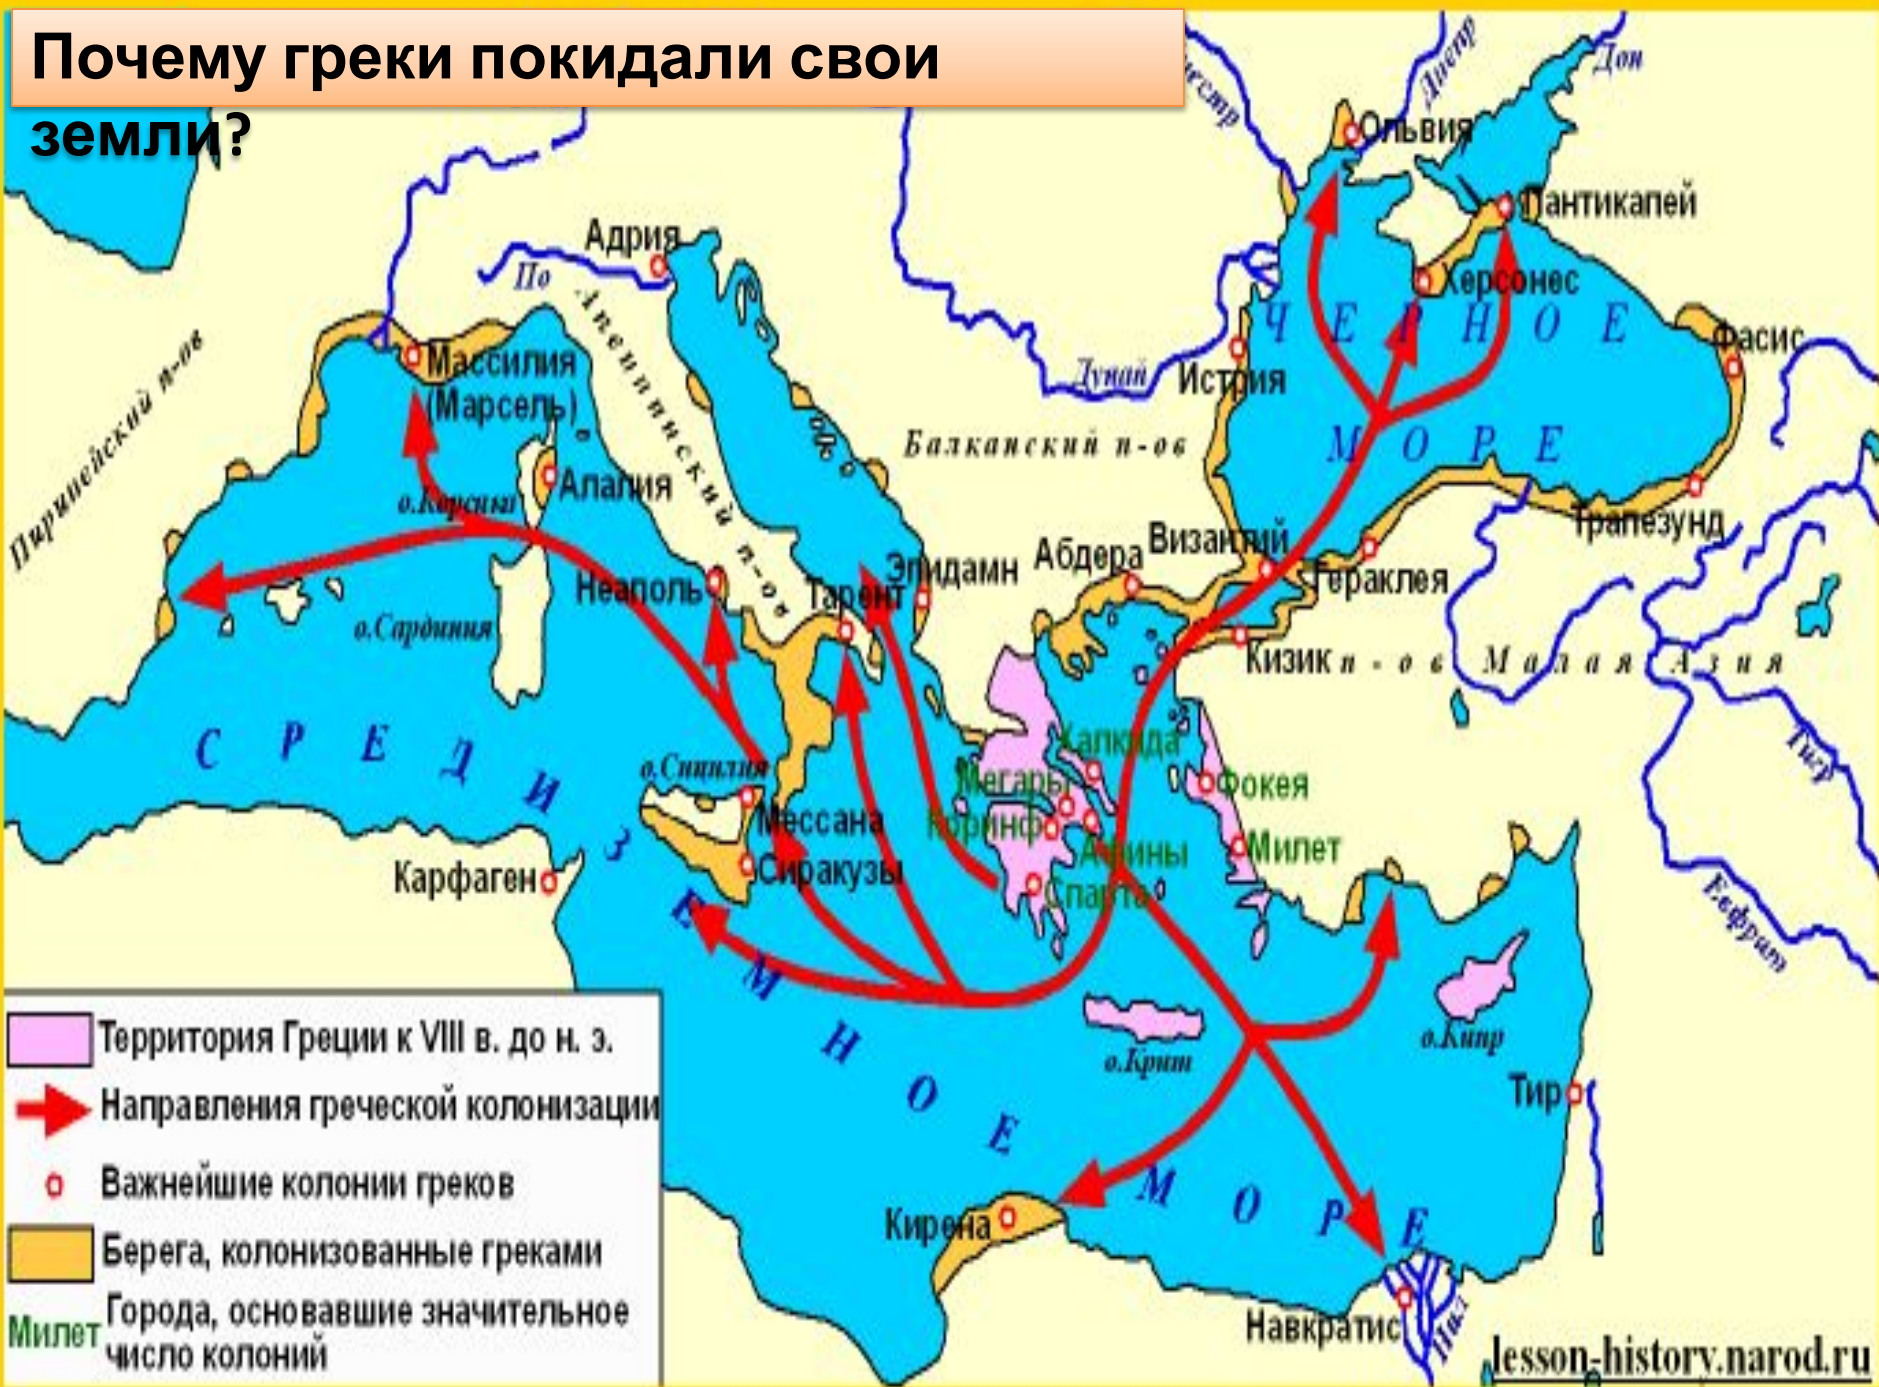 Почему греки покидали свои
земли?
Дон
Днепр
Ольвия
Пантикапей
Адрия
По
Херсонес
Апеннинский п-ов
ЧЕРНОЕ
МОРЕ
Фасис
Массилия
(Марсель)
Дунай
Истрия
Пиринейский п-ов
Балканский п-ов
Алалия
о.Корсика
Трапезунд
Византий
Абдера
Эпидамн
Гераклея
Неаполь
Тарент
о.Сардиния
Кизик
п-ов Малая Азия
СРЕДИЗЕМНОЕ МОРЕ
Халкида
Тигр
о.Сицилия
Мегары
Фокея
Мессана
Коринф
Афины
Милет
Карфаген
Сиракузы
Спарта
Евфрат
о.Крит
о.Кипр
Тир
Кирена
Навкратис
Нил
Территория Греции к VIII в. до н. э.
Направления греческой колонизации
Важнейшие колонии греков
Берега, колонизованные греками
Милет Города, основавшие значительное
число колоний
lesson-history.narod.ru